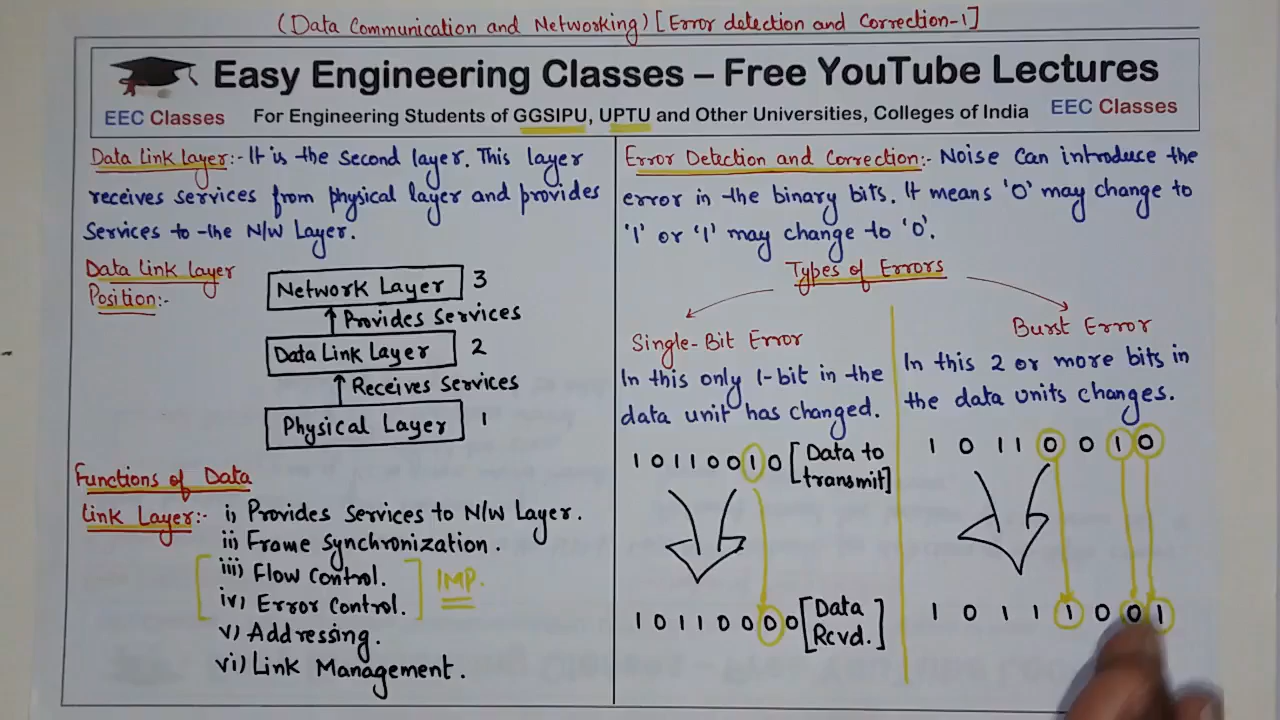 (Data Communication and Networking) [Error detection and Correction-1]
Easy Engineering Classes – Free YouTube Lectures
EEC Classes
For Engineering Students of GGSIPU, UPTU and Other Universities, Colleges of India
EEC Classes
Data Link layer:- It is the second layer. This layer
receives services from physical layer and provides
Services to the N/W Layer.
Data Link layer
Position:-
Network Layer 3
Provides Services
Data Link Layer 2
Receives Services
Physical Layer 1
Functions of Data
Link Layer:- i) Provides Services to N/W Layer.
ii) Frame Synchronization.
iii) Flow Control.
iv) Error Control.
IMP.
v) Addressing.
vi) Link Management.
Error Detection and Correction:- Noise can introduce the
error in the binary bits. It means '0' may change to
'1' or '1' may change to '0'.
Types of Errors
Single-Bit Error
In this only 1-bit in the
data unit has changed.
1 0 1 1 0 0 1 0 [Data to
transmit]
1 0 1 1 0 0 0 0 [Data
Rcvd.]
Burst Error
In this 2 or more bits in
the data units changes.
1 0 1 1 0 0 1 0
1 0 1 1 1 0 0 1